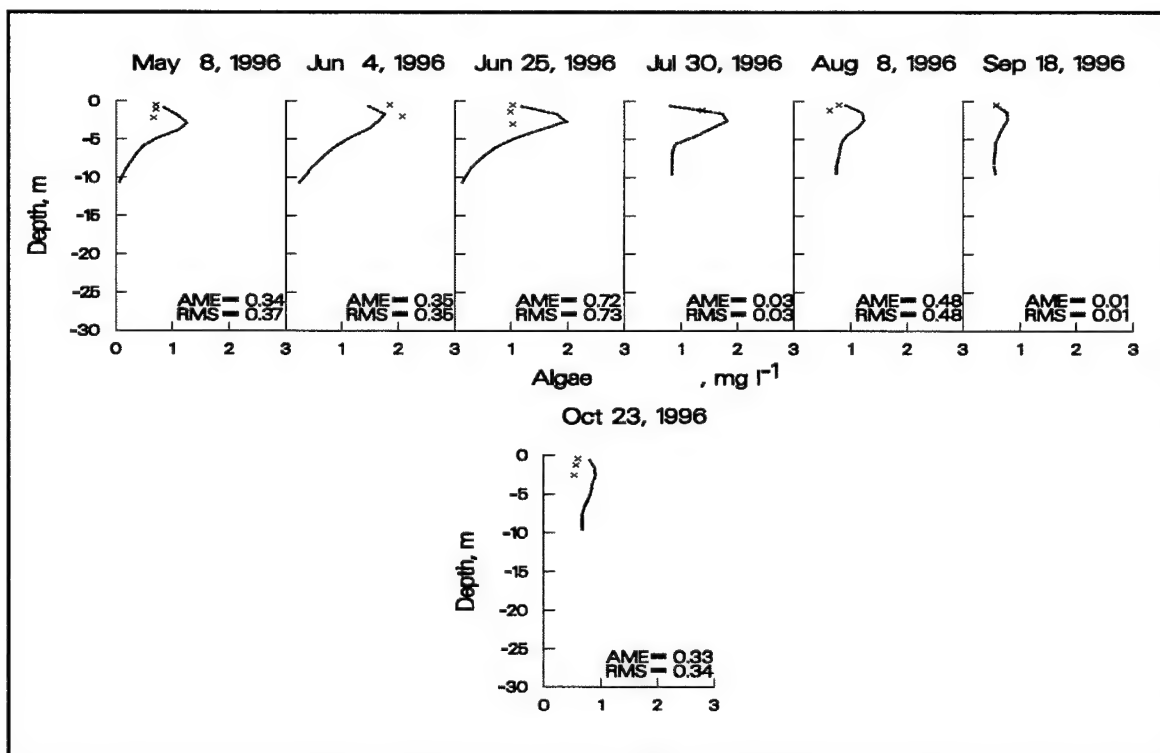 May 8, 1996 Jun 4, 1996 Jun 25, 1996 Jul 30, 1996 Aug 8, 1996 Sep 18, 1996
0
-5
-10
-15
-20
-25
-30
Depth, m
AME= 0.34 AME= 0.35 AME= 0.72 AME= 0.03 AME= 0.48 AME= 0.01
RMS= 0.37 RMS= 0.35 RMS= 0.73 RMS= 0.03 RMS= 0.48 RMS= 0.01
0 1 2 3 1 2 3 1 2 3 1 2 3 1 2 3 1 2 3
Algae , mg l-1
Oct 23, 1996
0
-5
-10
-15
-20
-25
-30
Depth, m
AME= 0.33
RMS= 0.34
0 1 2 3